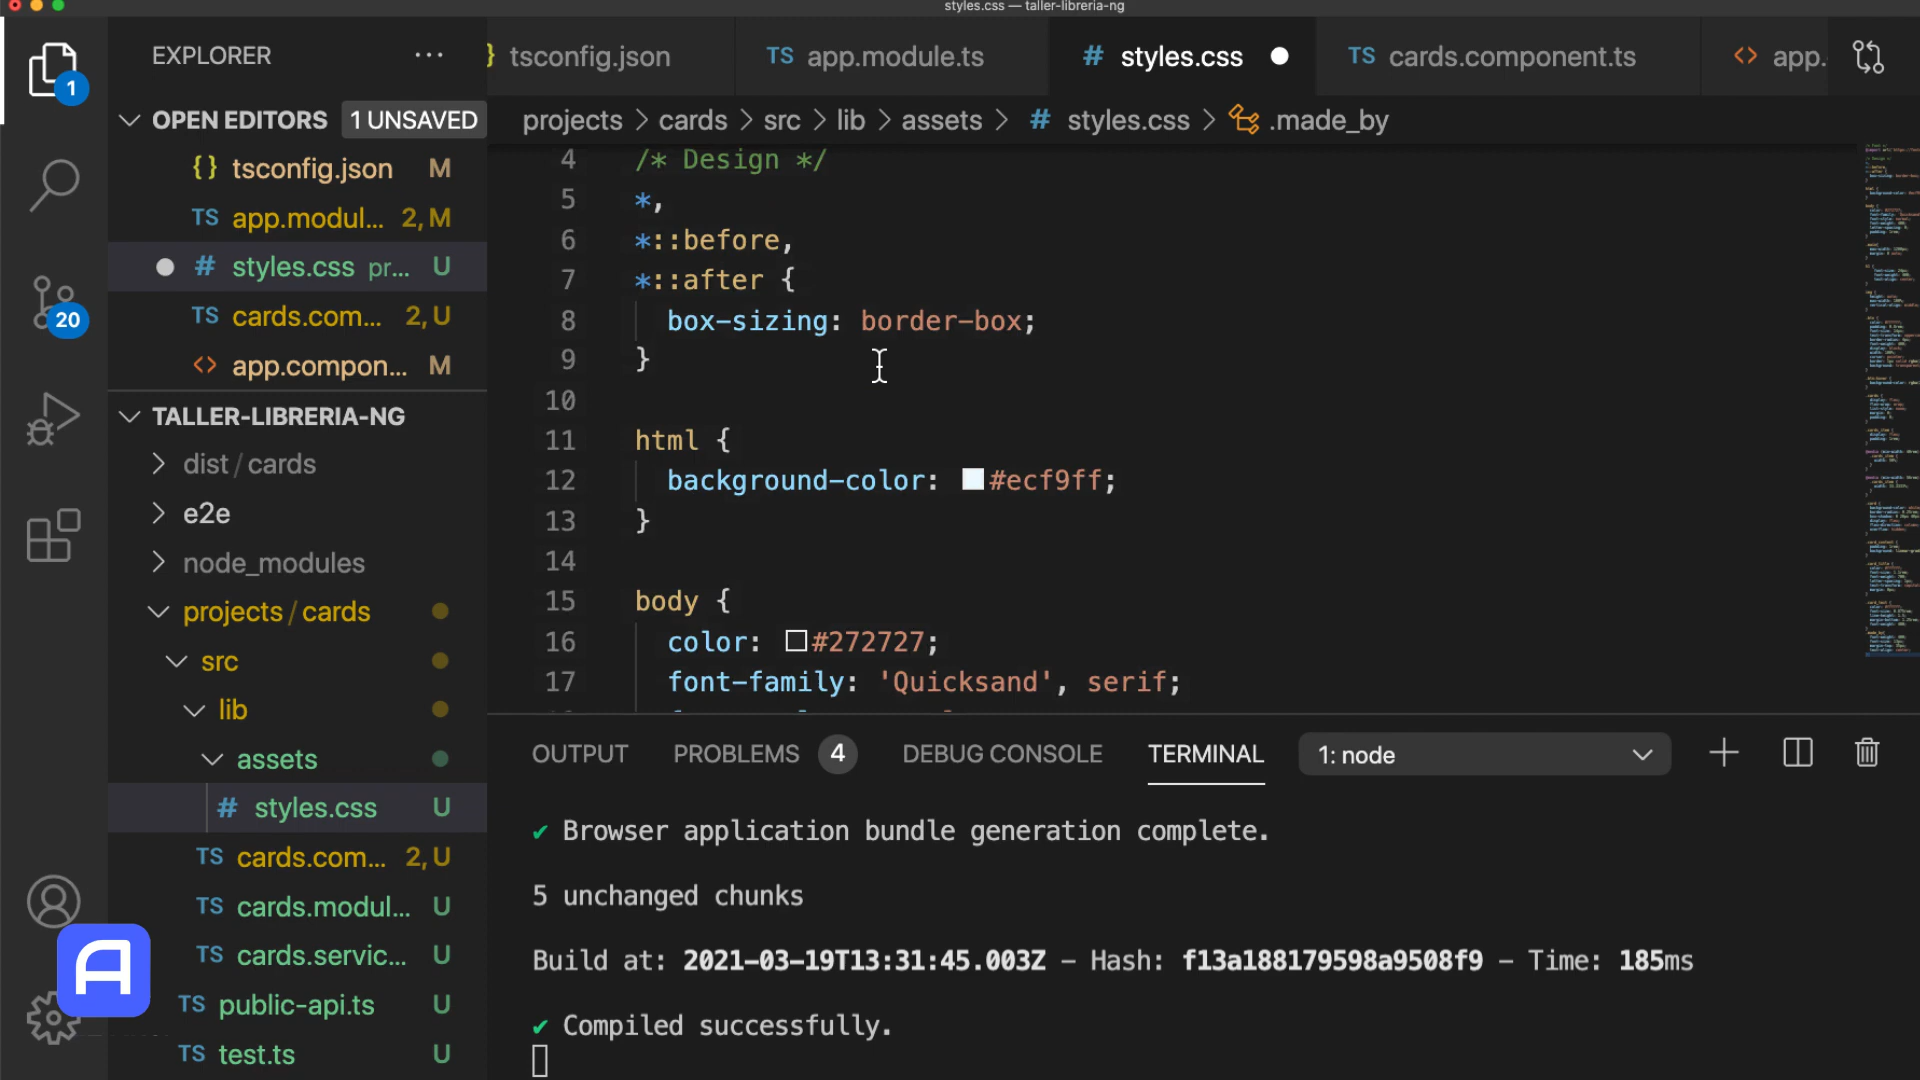 styles.css — taller-libreria-ng
EXPLORER
tsconfig.json
TS app.module.ts
# styles.css
TS cards.component.ts
<> app.
1
OPEN EDITORS 1 UNSAVED
projects > cards > src > lib > assets > # styles.css > .made_by
{} tsconfig.json M
TS app.modul... 2, M
# styles.css pr... U
TS cards.com... 2, U
<> app.compon... M
20
TALLER-LIBRERIA-NG
dist / cards
e2e
node_modules
projects / cards
src
lib
assets
# styles.css U
TS cards.com... 2, U
TS cards.modul... U
TS cards.servic... U
TS public-api.ts U
TS test.ts U
4 /* Design */
5 *,
6 *::before,
7 *::after {
8 box-sizing: border-box;
9 }
10
11 html {
12 background-color: #ecf9ff;
13 }
14
15 body {
16 color: #272727;
17 font-family: 'Quicksand', serif;
OUTPUT PROBLEMS 4 DEBUG CONSOLE TERMINAL 1: node
✔ Browser application bundle generation complete.
5 unchanged chunks
Build at: 2021-03-19T13:31:45.003Z - Hash: f13a188179598a9508f9 - Time: 185ms
✔ Compiled successfully.